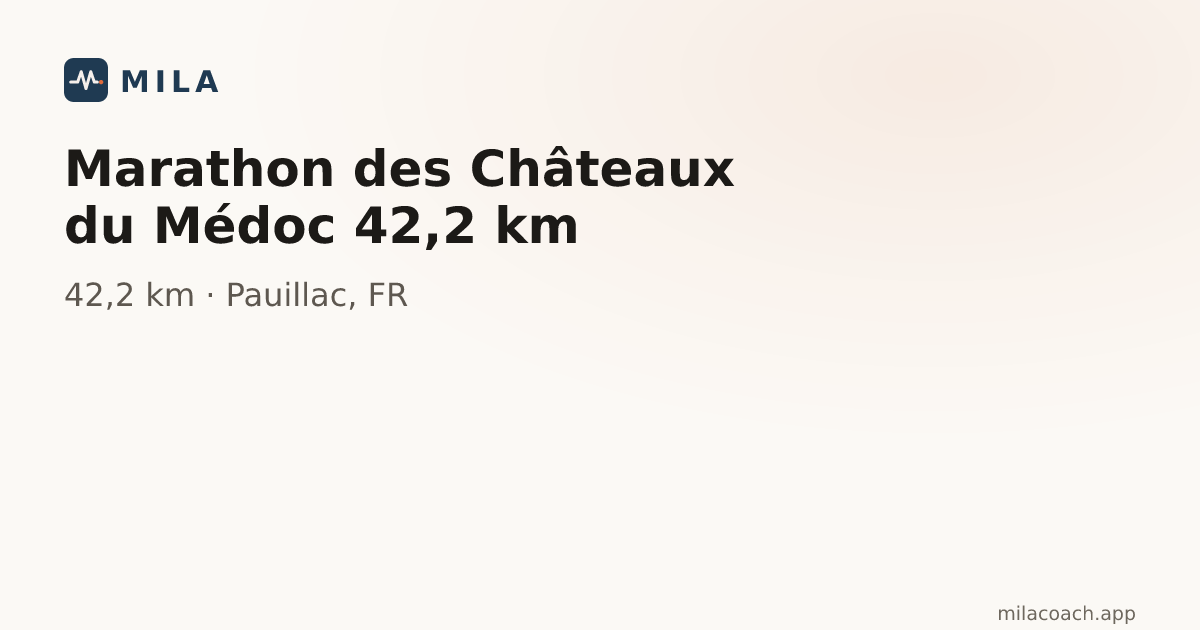 MILA
Marathon des Châteaux
du Médoc 42,2 km
42,2 km · Pauillac, FR
milacoach.app